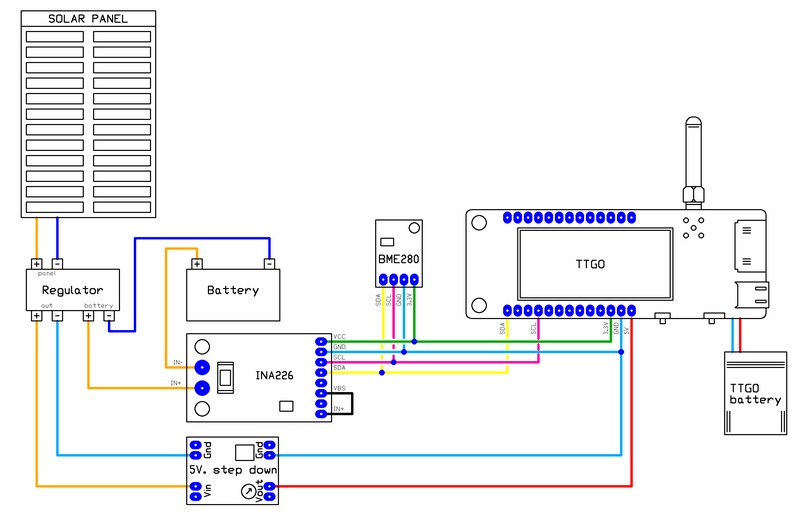 SOLAR PANEL
+ -
panel
Regulator
out battery
+ - + -
+ -
Battery
BME280
SDA
SCL
GND
3,3V
TTGO
SDA
SCL
3,3V
GND
5V
TTGO
battery
INA226
IN-
IN+
VCC
GND
SCL
SDA
VBS
IN+
Gnd
Gnd
5V. step down
Vin
Vout